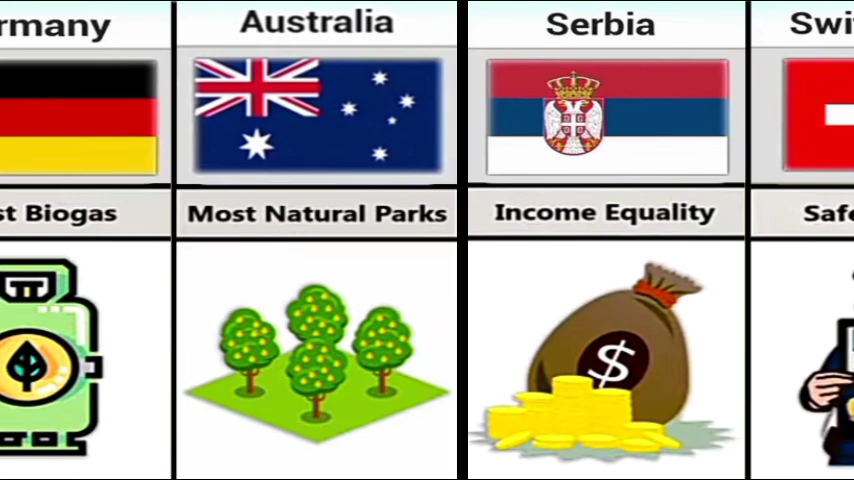 rmany
Australia
Serbia
Swi
st Biogas
Most Natural Parks
Income Equality
Safe
$